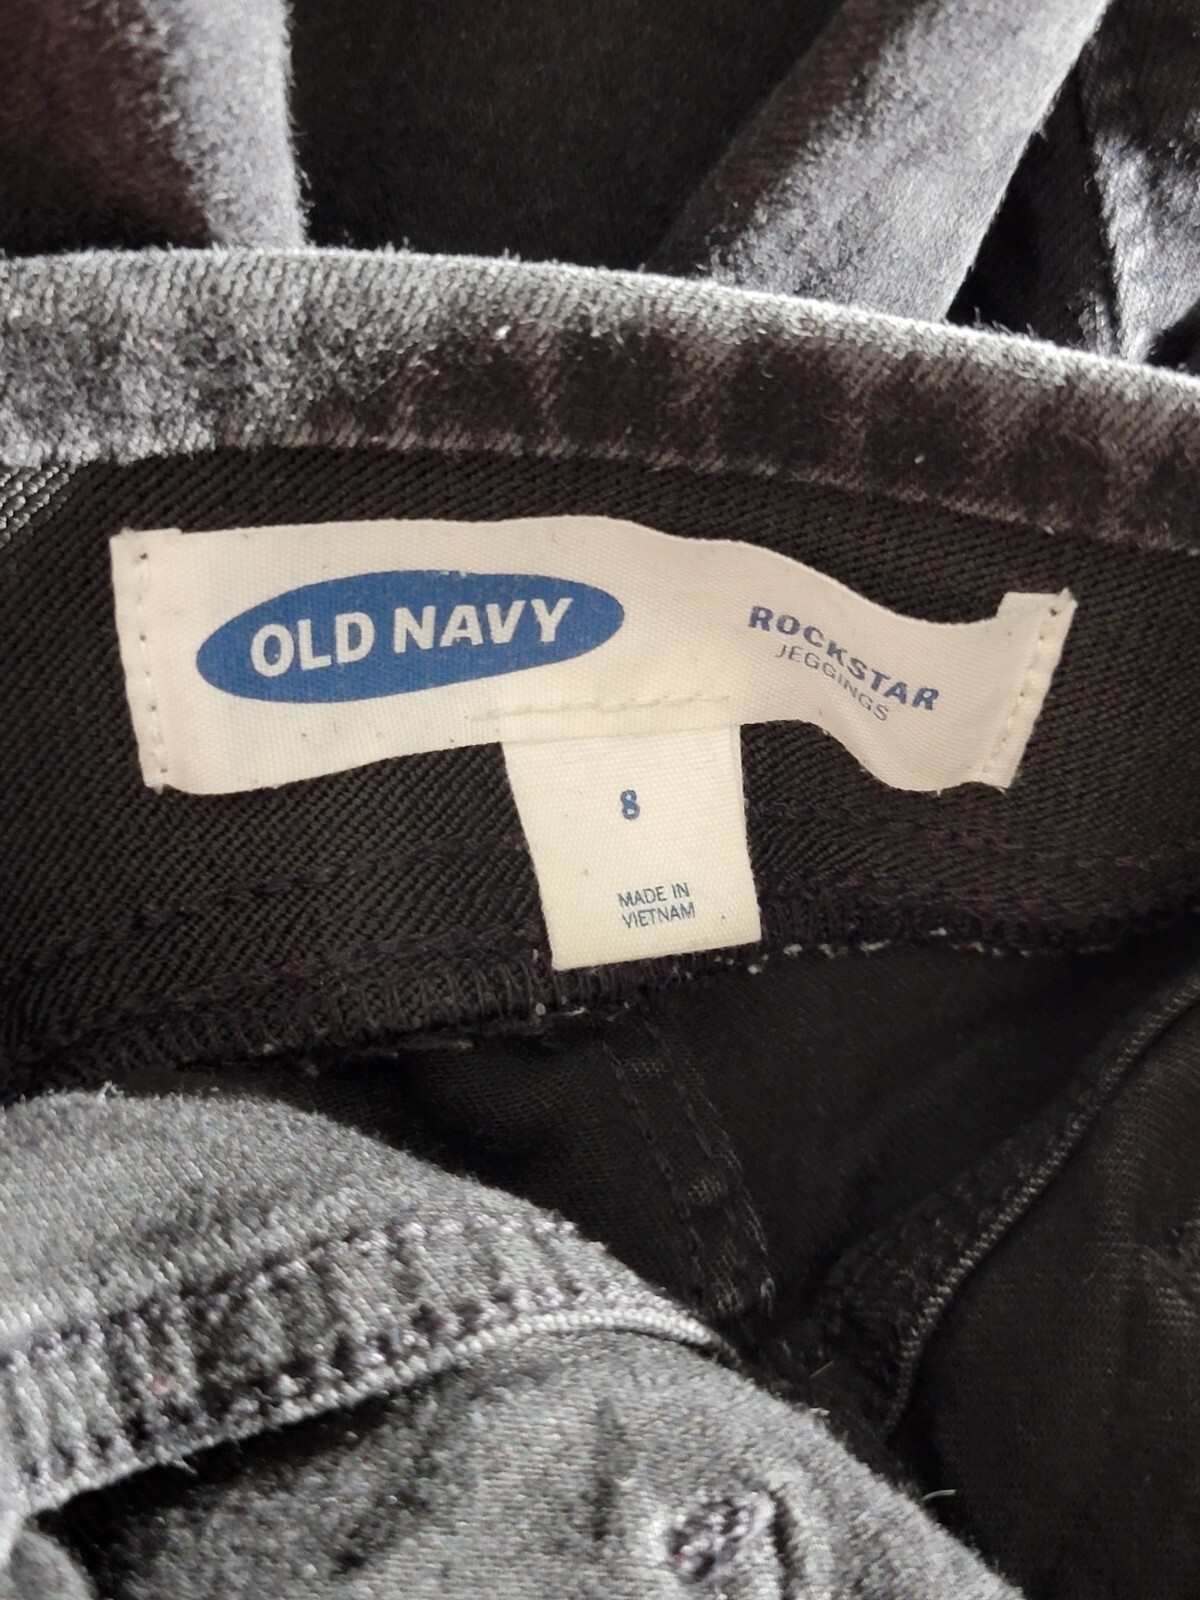 OLD NAVY
ROCKSTAR
JEGGINGS
8
MADE IN
VIETNAM